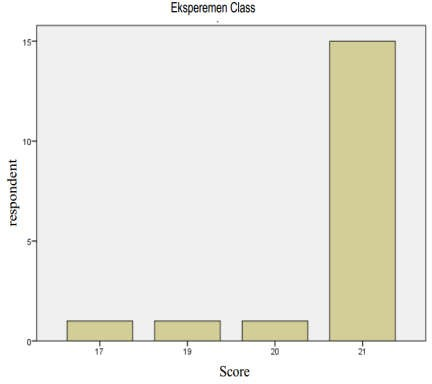 Eksperemen Class
respondent
15
10
5
0
17 19 20 21
Score